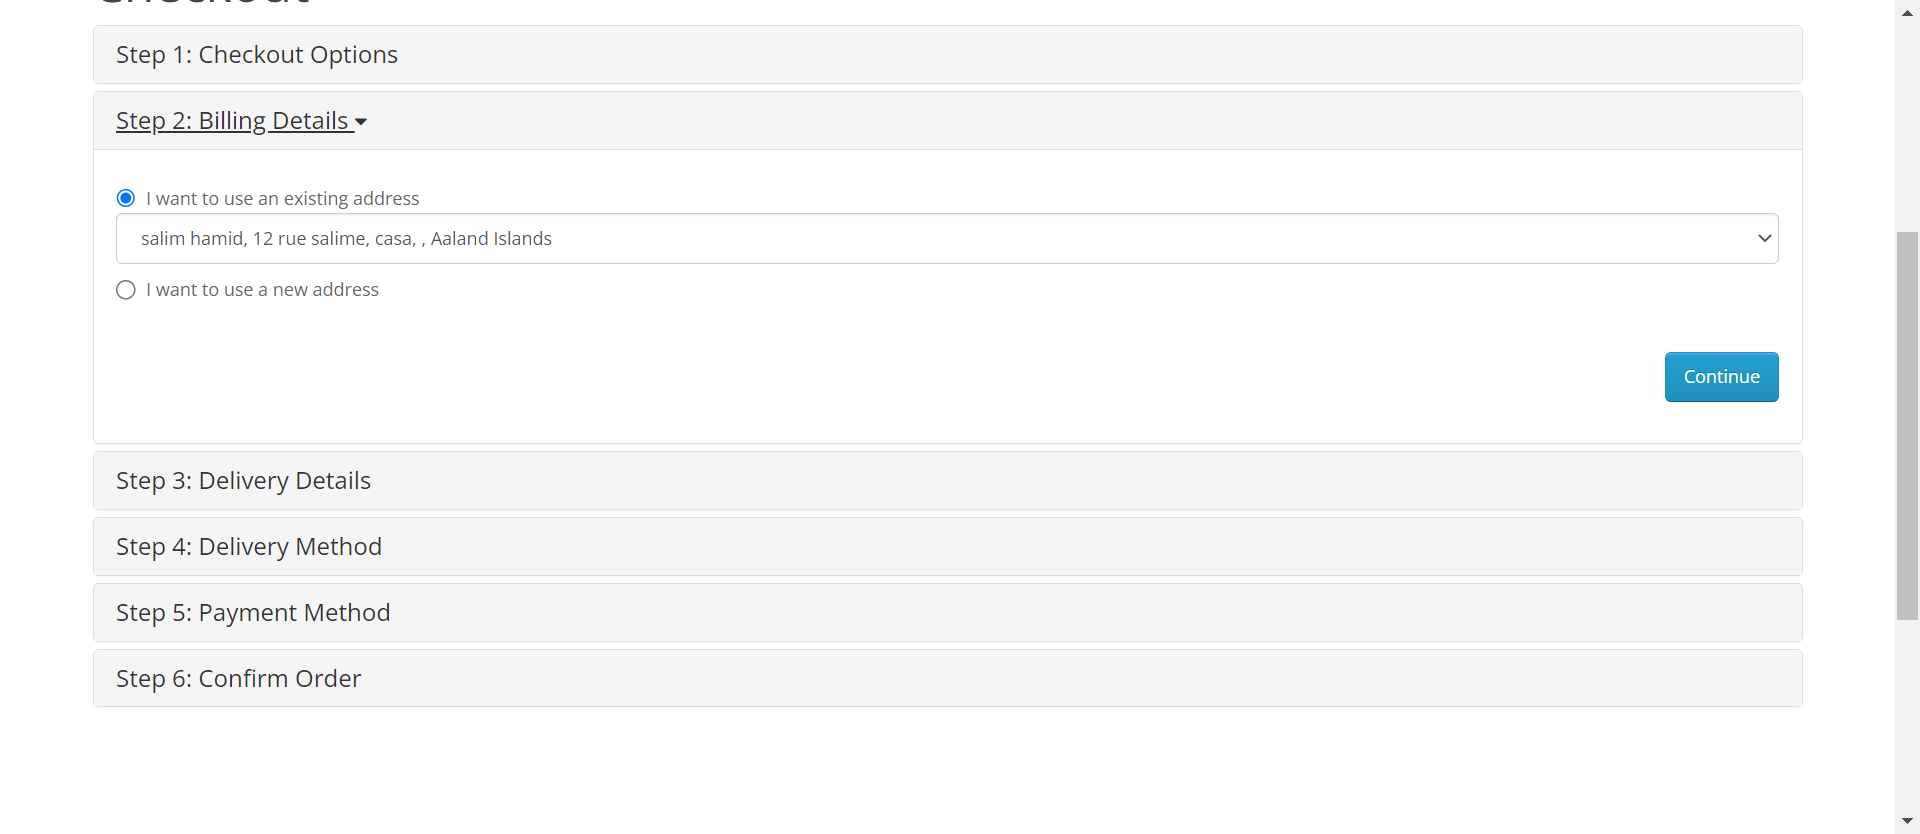 Checkout
Step 1: Checkout Options
Step 2: Billing Details
I want to use an existing address
salim hamid, 12 rue salime, casa, , Aaland Islands
I want to use a new address
Continue
Step 3: Delivery Details
Step 4: Delivery Method
Step 5: Payment Method
Step 6: Confirm Order